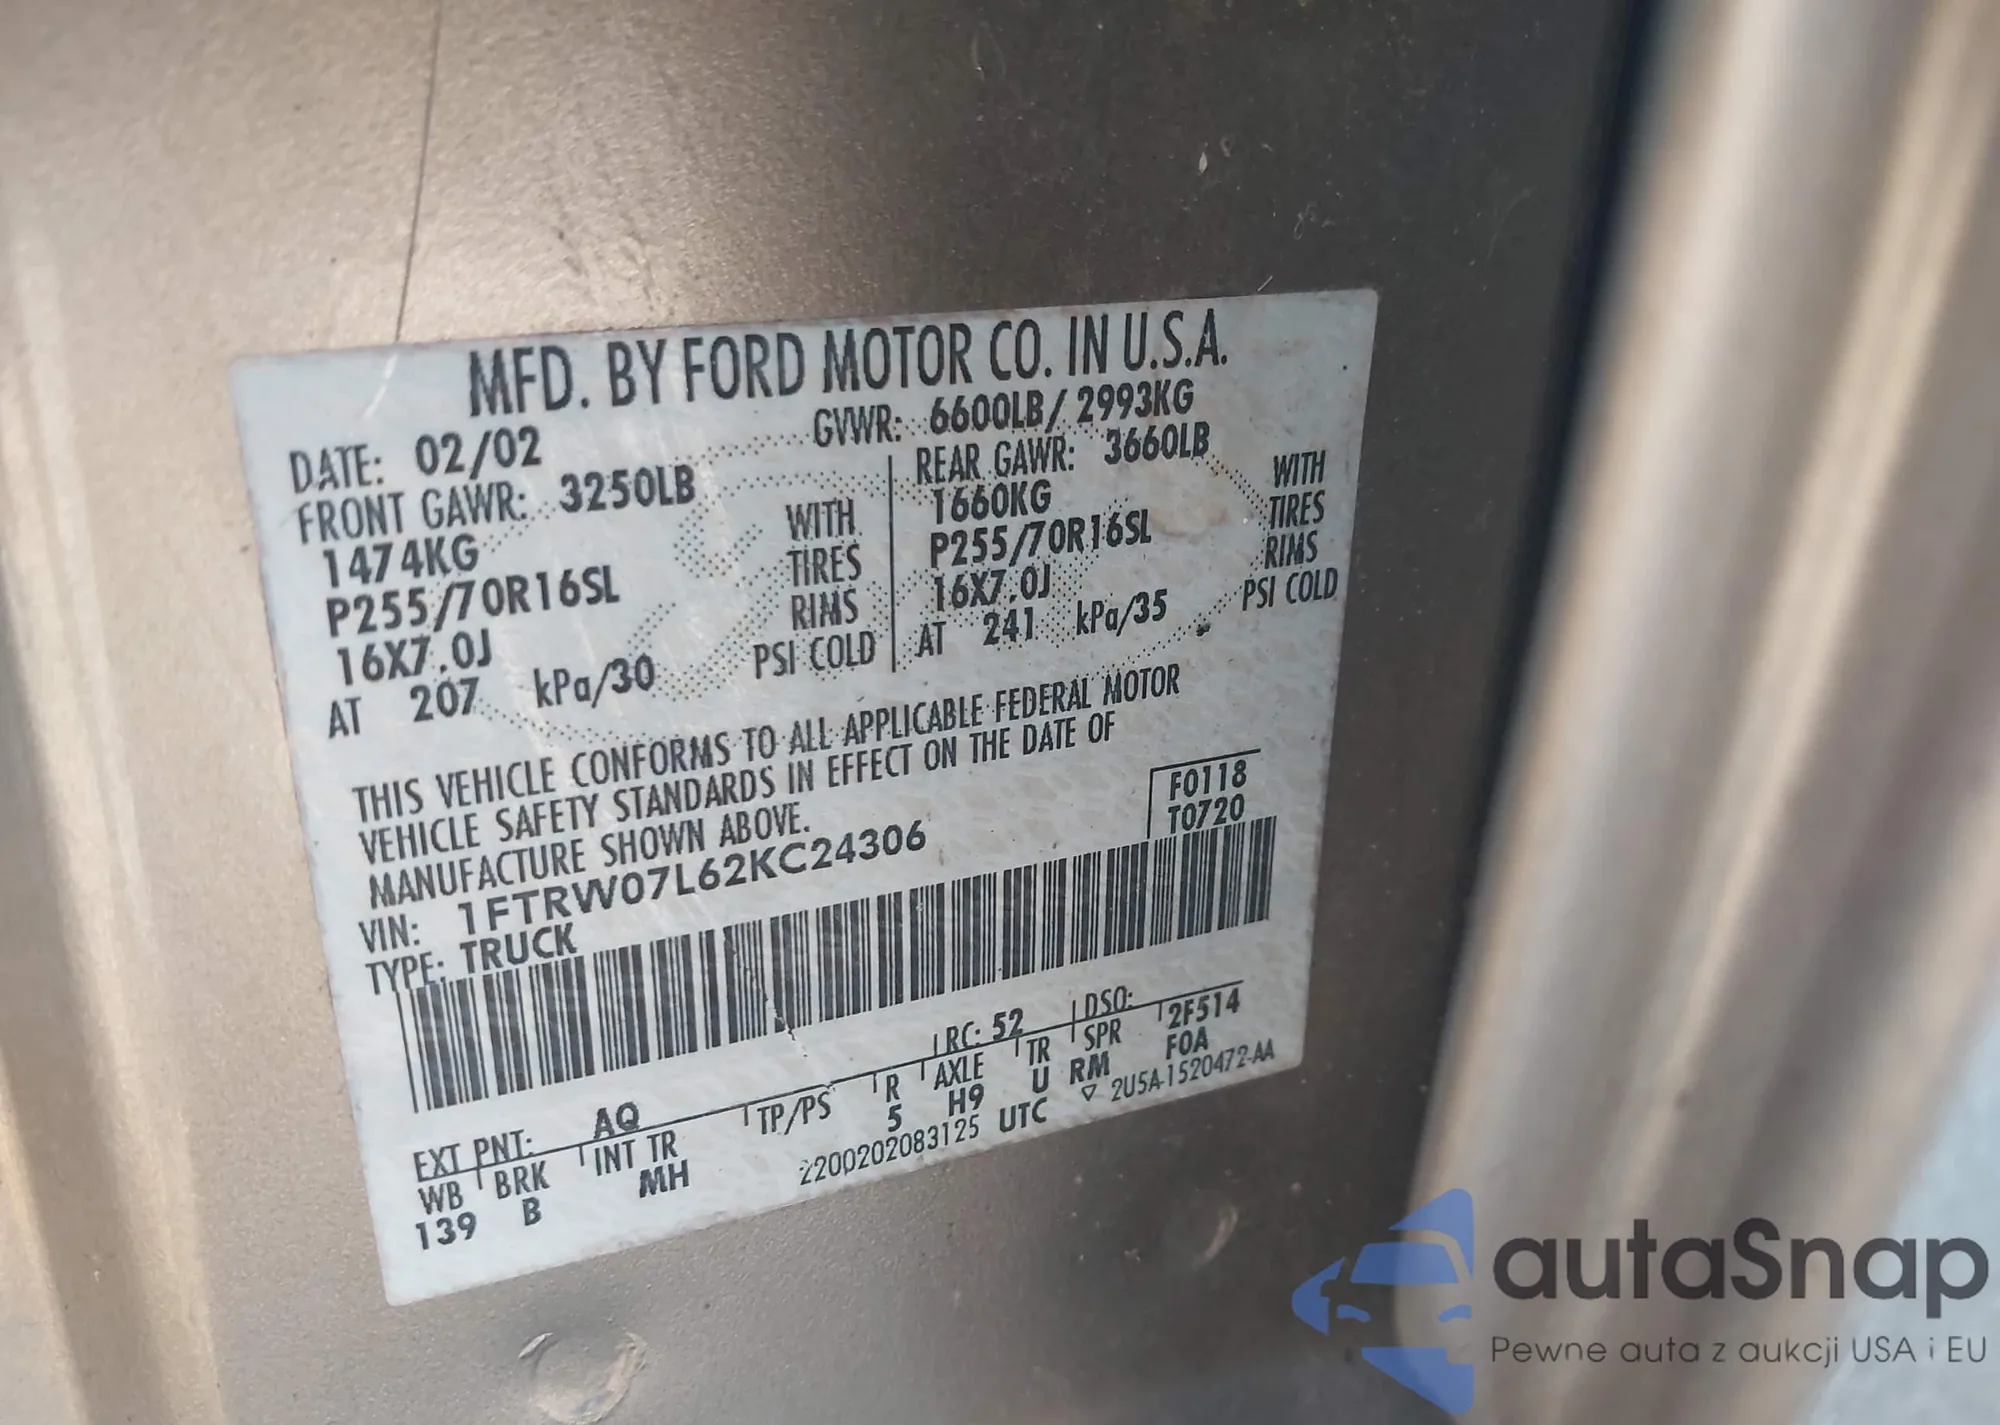 MFD. BY FORD MOTOR CO. IN U.S.A.
DATE: 02/02 GVWR: 6600LB/ 2993KG
FRONT GAWR: 3250LB REAR GAWR: 3660LB
1474KG WITH 1660KG WITH
P255/70R16SL TIRES P255/70R16SL TIRES
16X7.0J RIMS 16X7.0J RIMS
AT 207 kPa/30 PSI COLD AT 241 kPa/35 PSI COLD
THIS VEHICLE CONFORMS TO ALL APPLICABLE FEDERAL MOTOR
VEHICLE SAFETY STANDARDS IN EFFECT ON THE DATE OF
MANUFACTURE SHOWN ABOVE.
F0118
T0720
VIN: 1FTRW07L62KC24306
TYPE: TRUCK
EXT PNT: AQ RC: 52 DSO: 2F514
WB BRK INT TR TP/PS R AXLE TR SPR F0A
139 B MH 5 H9 U RM
2200202083125 UTC ▽ 2U5A-1520472-AA
autaSnap
Pewne auta z aukcji USA i EU